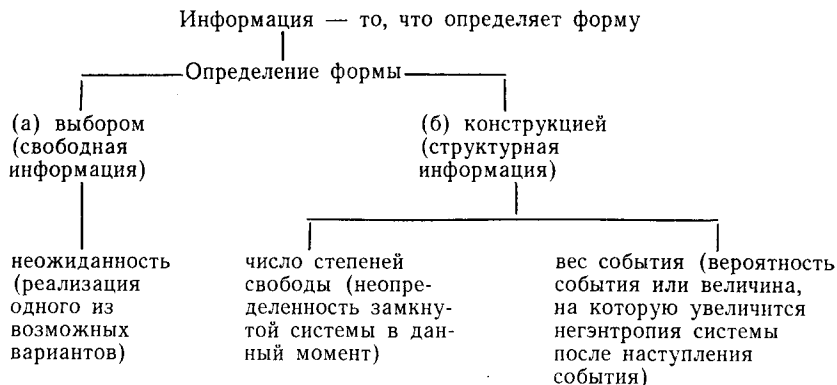 Информация — то, что определяет форму
Определение формы
(а) выбором
(свободная
информация)
(б) конструкцией
(структурная
информация)
неожиданность
(реализация
одного из
возможных
вариантов)
число степеней
свободы (неопре-
деленность замкну-
той системы в дан-
ный момент)
вес события (вероятность
события или величина,
на которую увеличится
негэнтропия системы
после наступления
события)